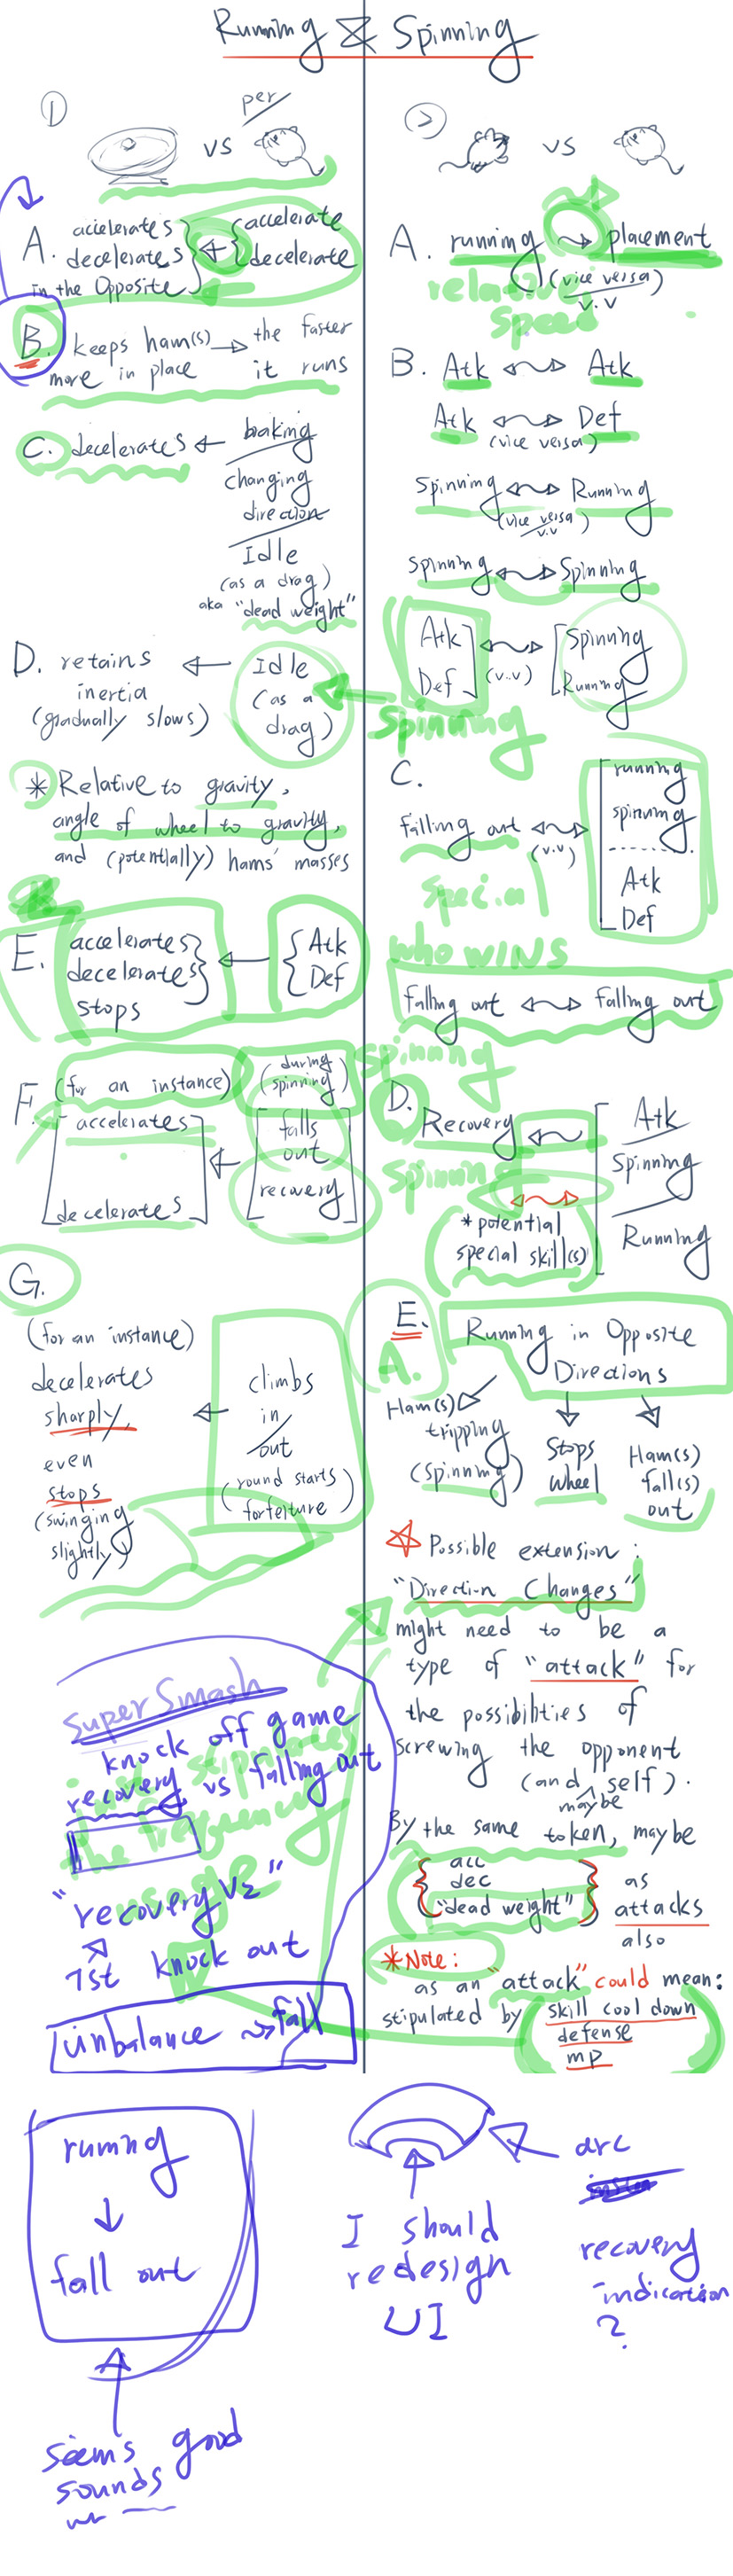 Running & Spinning
①
vs
per
A. accelerates
decelerates
in the Opposite
accelerate
decelerate
B. keeps ham(s) → the faster
more in place it runs
C. decelerates ← braking
changing
direction
Idle
(as a drag)
aka "dead weight"
D. retains ← Idle
inertia (as a
(gradually slows) drag)
* Relative to gravity,
angle of wheel to gravity,
and (potentially) hams' masses
E. accelerates
decelerates
stops
← Atk
Def
F. (for an instance)
accelerates
decelerates
← (during
spinning)
falls
out
recovery
G.
(for an instance)
decelerates
sharply,
even
stops
(swinging
slightly)
← climbs
in/
out
(round starts
forfeiture)
Super Smash
knock off game
recovery vs falling out
stipulates
the frequency
usage
"recovery V2"
1st knock out
imbalance → fall
running
↓
fall out
seems good
sounds
②
vs
A. running placement
(vice versa)
v.v
relative
speed
B. Atk ↔ Atk
Atk ↔ Def
(vice versa)
Spinning ↔ Running
(vice versa)
v.v
Spinning ↔ Spinning
Atk
Def
↔
(v.v)
Spinning
Running
Spinning
C.
falling out ↔
(v.v)
running
spinning
Atk
Def
Special
who WINS
falling out ↔ falling out
Spinning
D. Recovery ←
Atk
Spinning
Running
Spinning
*potential
special skill(s)
E. Running in Opposite
Directions
A.
Ham(s)
tripping
(spinning)
Stops
wheel
Ham(s)
fall(s)
out
☆ Possible extension:
"Direction Changes"
might need to be a
type of "attack" for
the possibilities of
screwing the opponent
(and maybe self).
By the same token, maybe
acc
dec
"dead weight"
as
attacks
also
*Note:
as an "attack" could mean:
stipulated by skill cool down
defense
mp
I should
redesign
UI
arc
recovery
indication
?